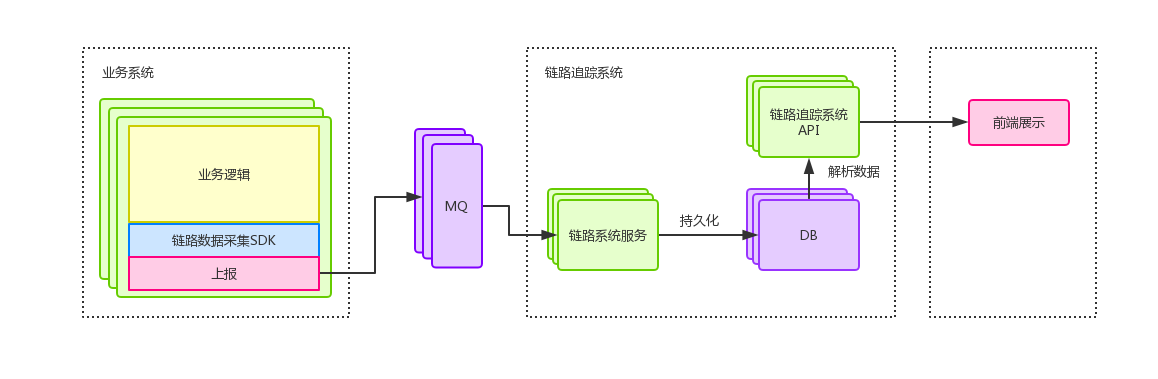 业务系统
业务逻辑
链路数据采集SDK
上报
MQ
链路追踪系统
链路系统服务
持久化
DB
解析数据
链路追踪系统
API
前端展示